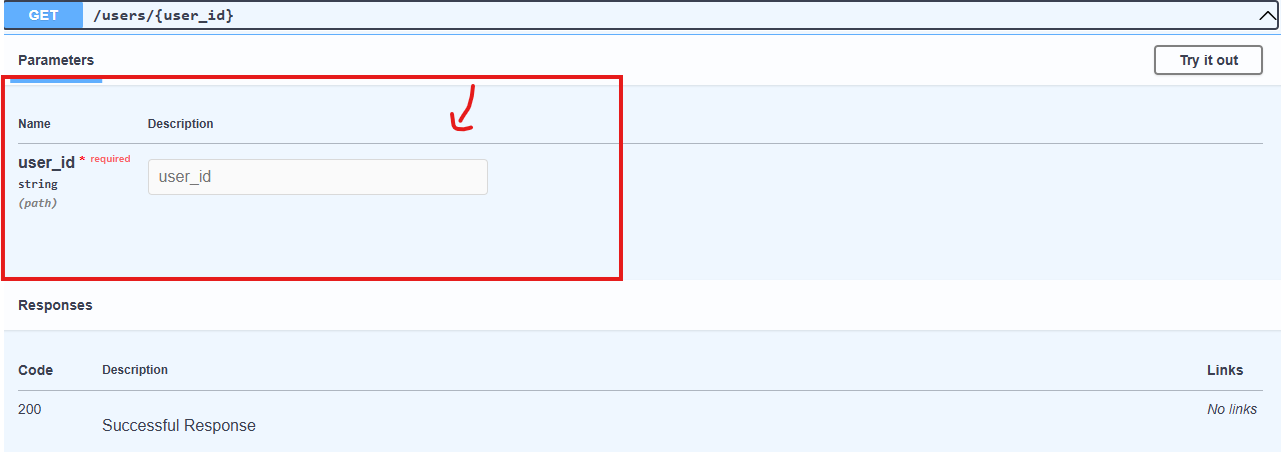 GET /users/{user_id}
Parameters
Try it out
Name Description
user_id * required
string
(path)
user_id
Responses
Code Description Links
200 Successful Response No links